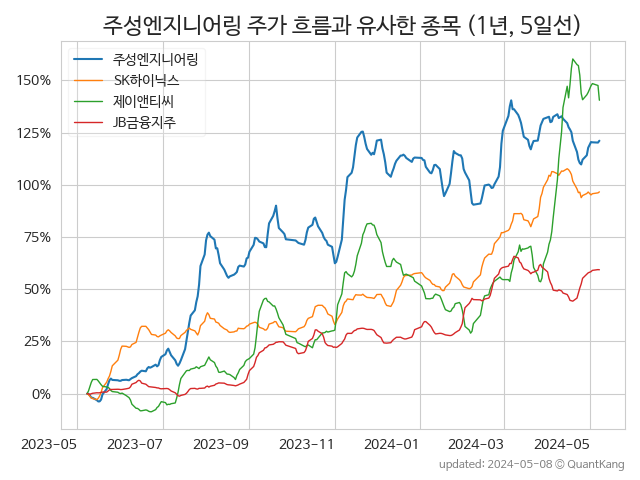 주성엔지니어링 주가 흐름과 유사한 종목 (1년, 5일선)
주성엔지니어링
SK하이닉스
제이앤티씨
JB금융지주
150%
125%
100%
75%
50%
25%
0%
2023-05 2023-07 2023-09 2023-11 2024-01 2024-03 2024-05
updated: 2024-05-08 © QuantKang